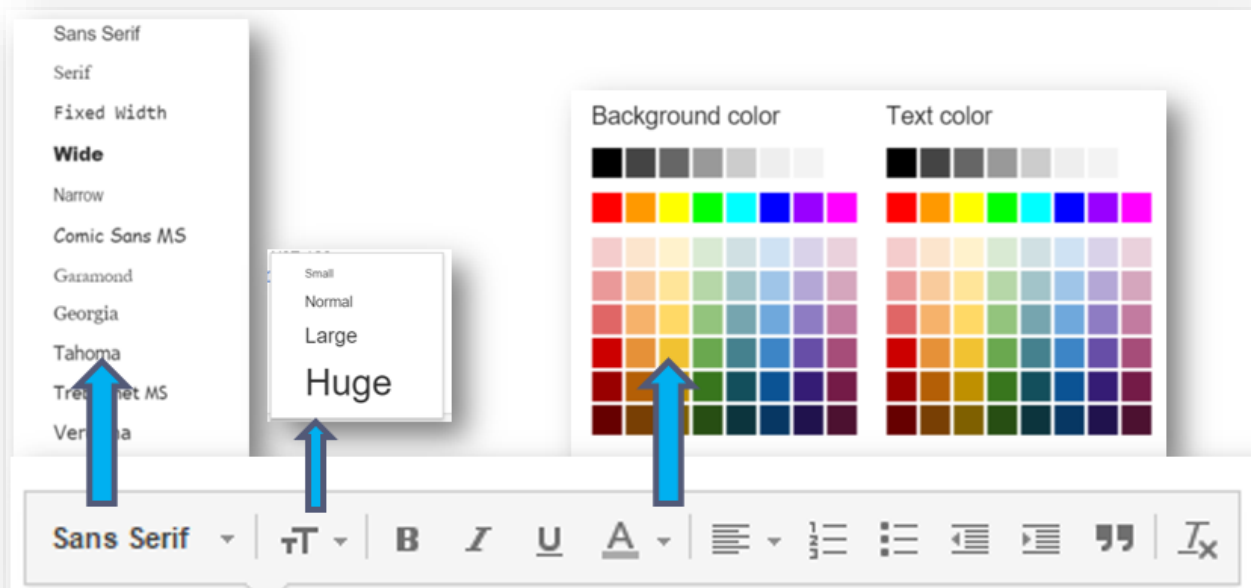 Sans Serif
Serif
Fixed Width
Wide
Narrow
Comic Sans MS
Garamond
Georgia
Tahoma
MS
Small
Normal
Large
Huge
Background color
Text color
Sans Serif
B I U A